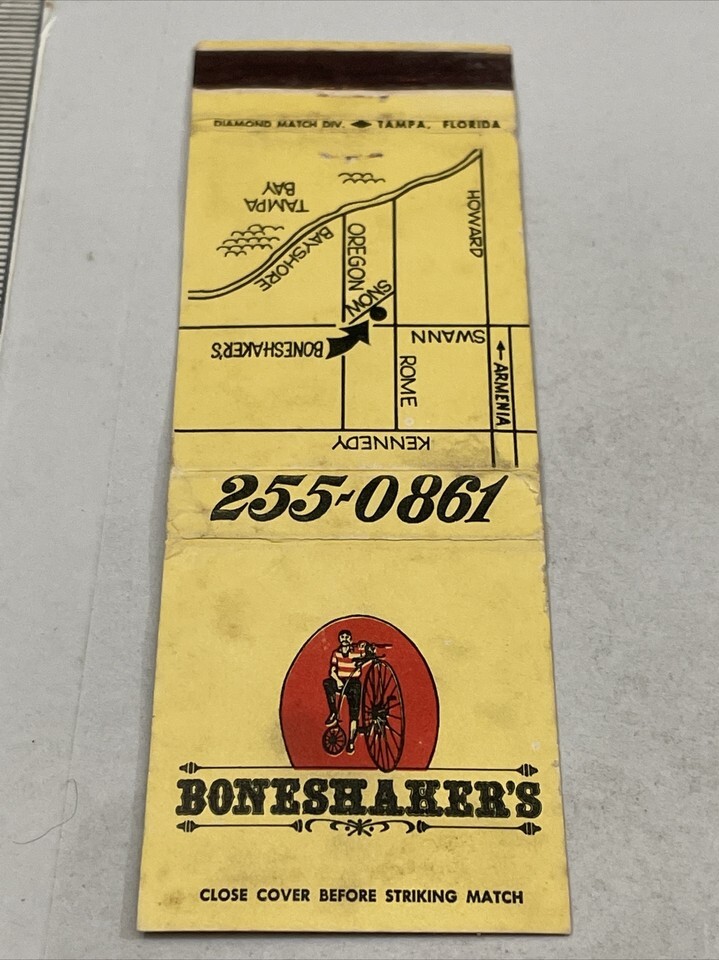 DIAMOND MATCH DIV. TAMPA, FLORIDA
TAMPA
BAY
HOWARD
BAYSHORE
OREGON
SNOW
SWANN
BONESHAKER'S
ROME
ARMENIA
KENNEDY
255-0861
BONESHAKER'S
CLOSE COVER BEFORE STRIKING MATCH